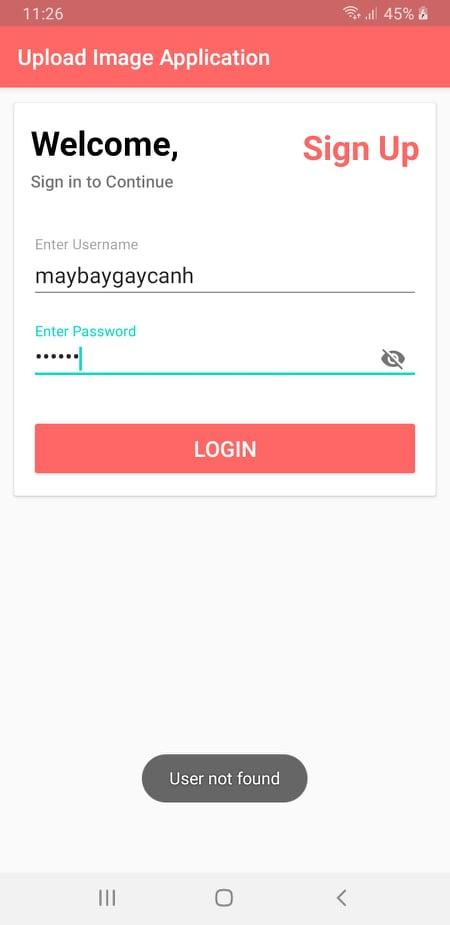 11:26 45%
Upload Image Application
Welcome,
Sign Up
Sign in to Continue
Enter Username
maybaygaycanh
Enter Password
••••••
LOGIN
User not found